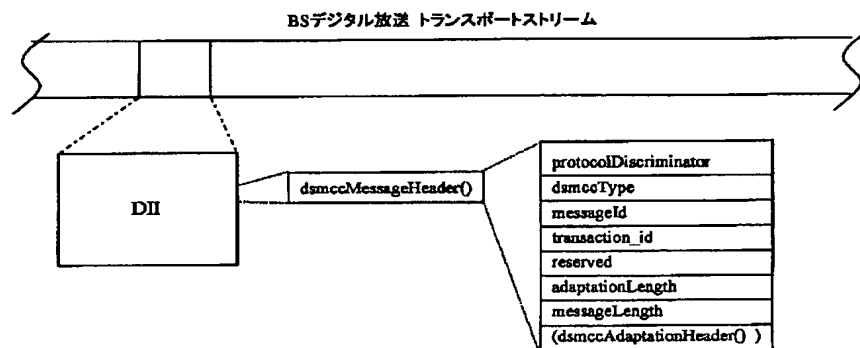 BSデジタル放送 トランスポートストリーム
DII
dsmccMessageHeader()
protocolDiscriminator
dsmccType
messageId
transaction_id
reserved
adaptationLength
messageLength
(dsmccAdaptationHeader() )